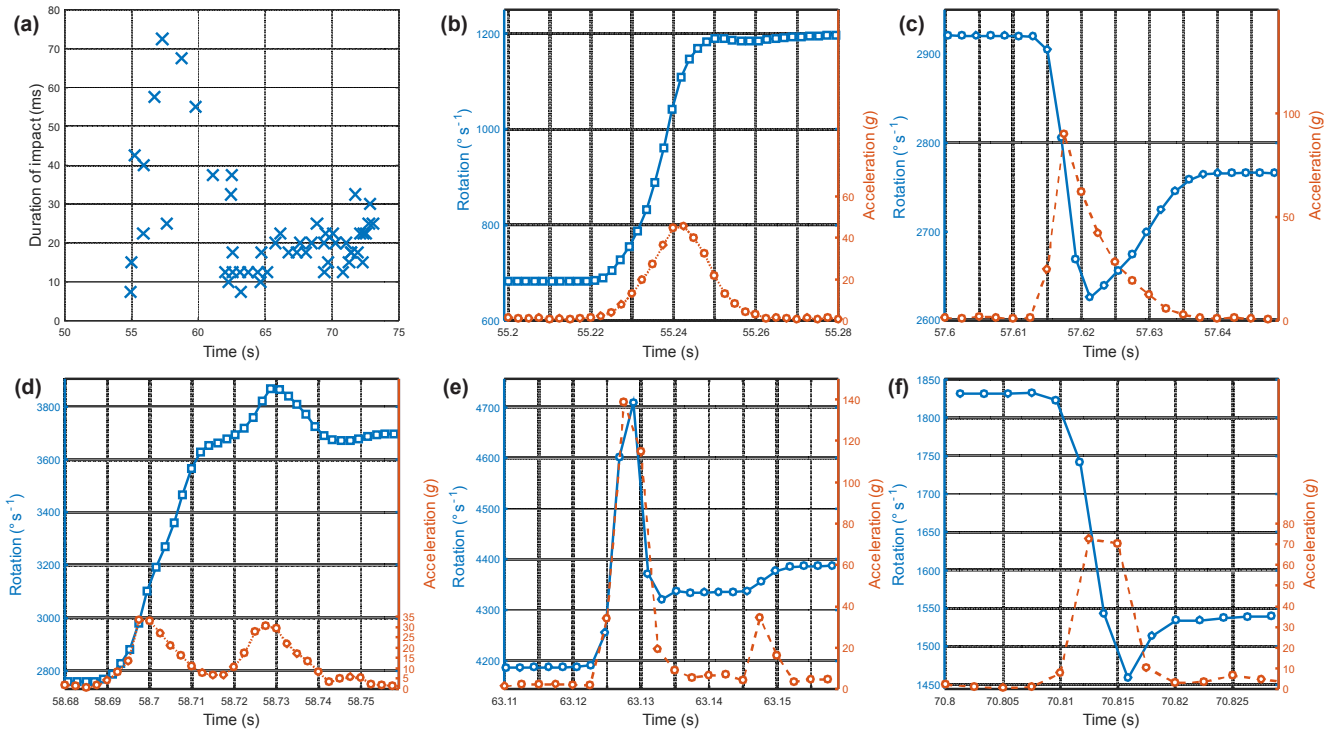 (a)
80
70
60
50
40
30
20
10
0
Duration of impact (ms)
50 55 60 65 70 75
Time (s)
(b)
1200
1000
800
600
Rotation (° s⁻¹)
60
40
20
0
Acceleration (g)
55.2 55.22 55.24 55.26 55.28
Time (s)
(c)
2900
2800
2700
2600
Rotation (° s⁻¹)
100
50
0
Acceleration (g)
57.6 57.61 57.62 57.63 57.64
Time (s)
(d)
3800
3600
3400
3200
3000
2800
Rotation (° s⁻¹)
35
30
25
20
15
10
5
0
Acceleration (g)
58.68 58.69 58.7 58.71 58.72 58.73 58.74 58.75
Time (s)
(e)
4700
4600
4500
4400
4300
4200
Rotation (° s⁻¹)
140
120
100
80
60
40
20
0
Acceleration (g)
63.11 63.12 63.13 63.14 63.15
Time (s)
(f)
1850
1800
1750
1700
1650
1600
1550
1500
1450
Rotation (° s⁻¹)
80
70
60
50
40
30
20
10
0
Acceleration (g)
70.8 70.805 70.81 70.815 70.82 70.825
Time (s)